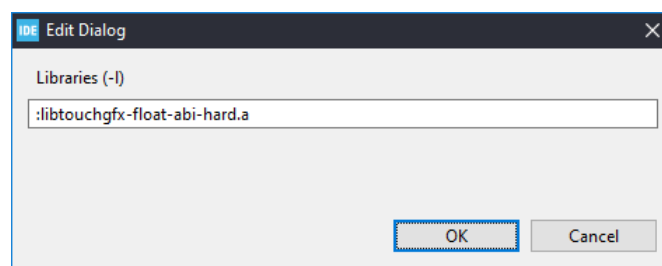 IDE Edit Dialog
Libraries (-l)
:libtouchgfx-float-abi-hard.a
OK Cancel